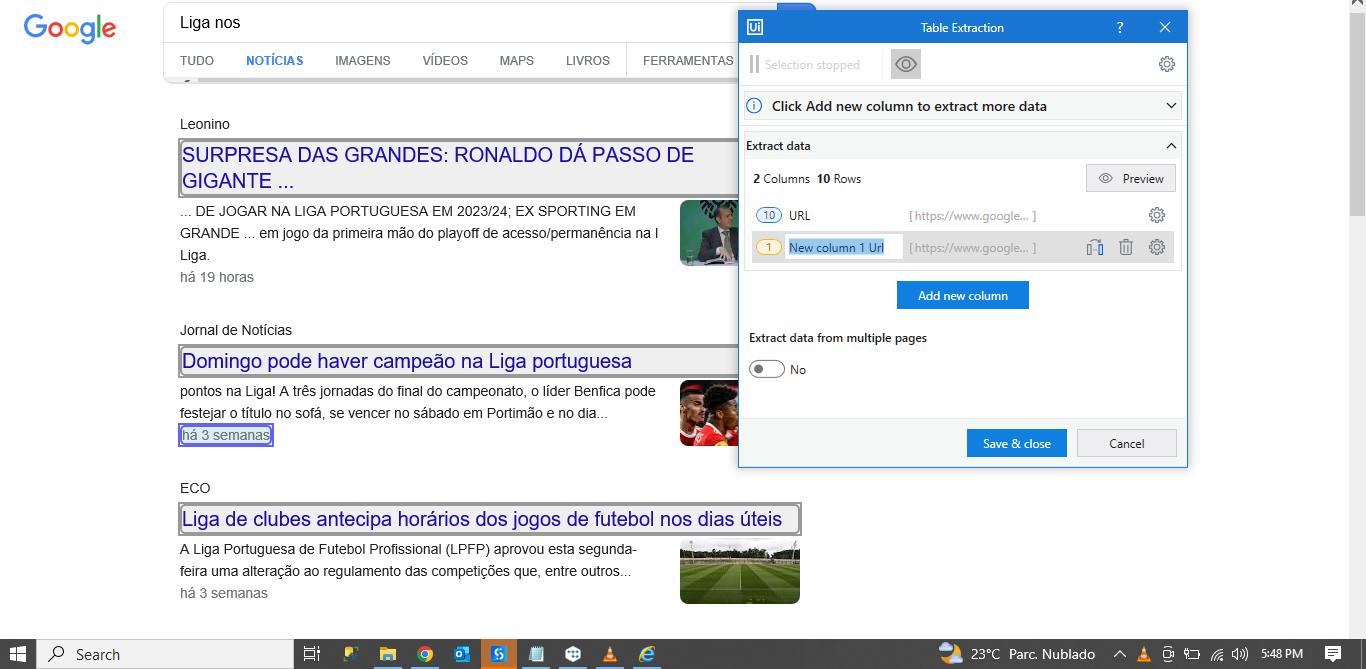 Google
Liga nos
TUDO NOTÍCIAS IMAGENS VÍDEOS MAPS LIVROS FERRAMENTAS
Leonino
SURPRESA DAS GRANDES: RONALDO DÁ PASSO DE
GIGANTE ...
... DE JOGAR NA LIGA PORTUGUESA EM 2023/24; EX SPORTING EM
GRANDE ... em jogo da primeira mão do playoff de acesso/permanência na I
Liga.
há 19 horas
Jornal de Notícias
Domingo pode haver campeão na Liga portuguesa
pontos na Liga! A três jornadas do final do campeonato, o líder Benfica pode
festejar o título no sofá, se vencer no sábado em Portimão e no dia...
há 3 semanas
ECO
Liga de clubes antecipa horários dos jogos de futebol nos dias úteis
A Liga Portuguesa de Futebol Profissional (LPFP) aprovou esta segunda-
feira uma alteração ao regulamento das competições que, entre outros...
há 3 semanas
Ui Table Extraction ?
Selection stopped
Click Add new column to extract more data
Extract data
2 Columns 10 Rows Preview
10 URL [ https://www.google... ]
1 New column 1 Url [ https://www.google... ]
Add new column
Extract data from multiple pages
No
Save & close Cancel
Search 23°C Parc. Nublado 5:48 PM